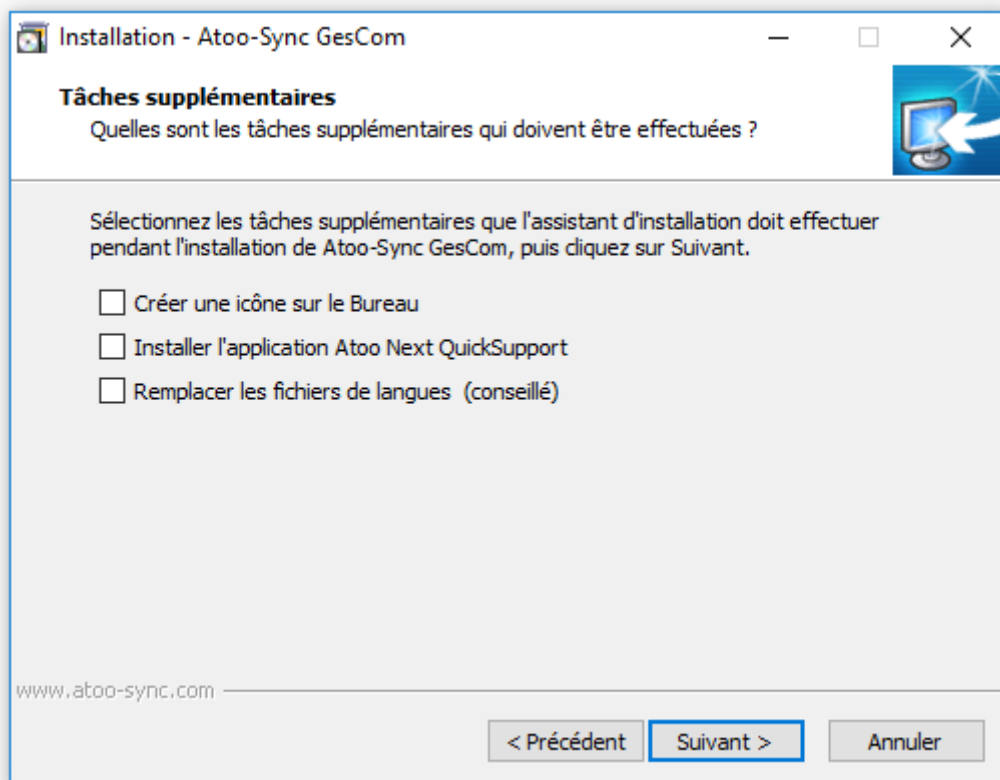 Installation - Atoo-Sync GesCom
Tâches supplémentaires
Quelles sont les tâches supplémentaires qui doivent être effectuées ?
Sélectionnez les tâches supplémentaires que l'assistant d'installation doit effectuer
pendant l'installation de Atoo-Sync GesCom, puis cliquez sur Suivant.
Créer une icône sur le Bureau
Installer l'application Atoo Next QuickSupport
Remplacer les fichiers de langues  (conseillé)
www.atoo-sync.com
< Précédent
Suivant >
Annuler